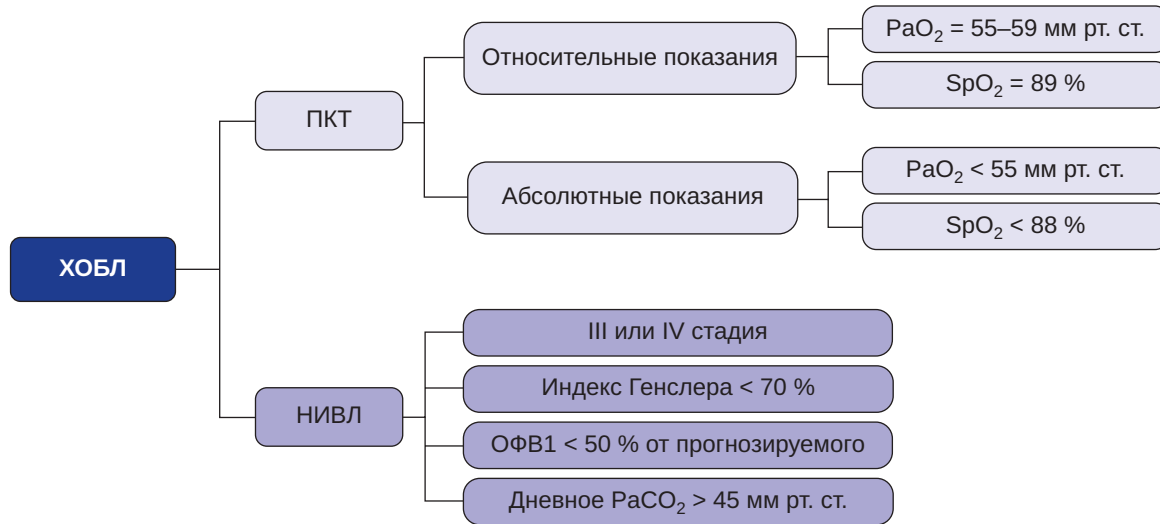 ХОБЛ
ПКТ
Относительные показания
PaO₂ = 55–59 мм рт. ст.
SpO₂ = 89 %
Абсолютные показания
PaO₂ < 55 мм рт. ст.
SpO₂ < 88 %
НИВЛ
III или IV стадия
Индекс Генслера < 70 %
ОФВ1 < 50 % от прогнозируемого
Дневное PaCO₂ > 45 мм рт. ст.